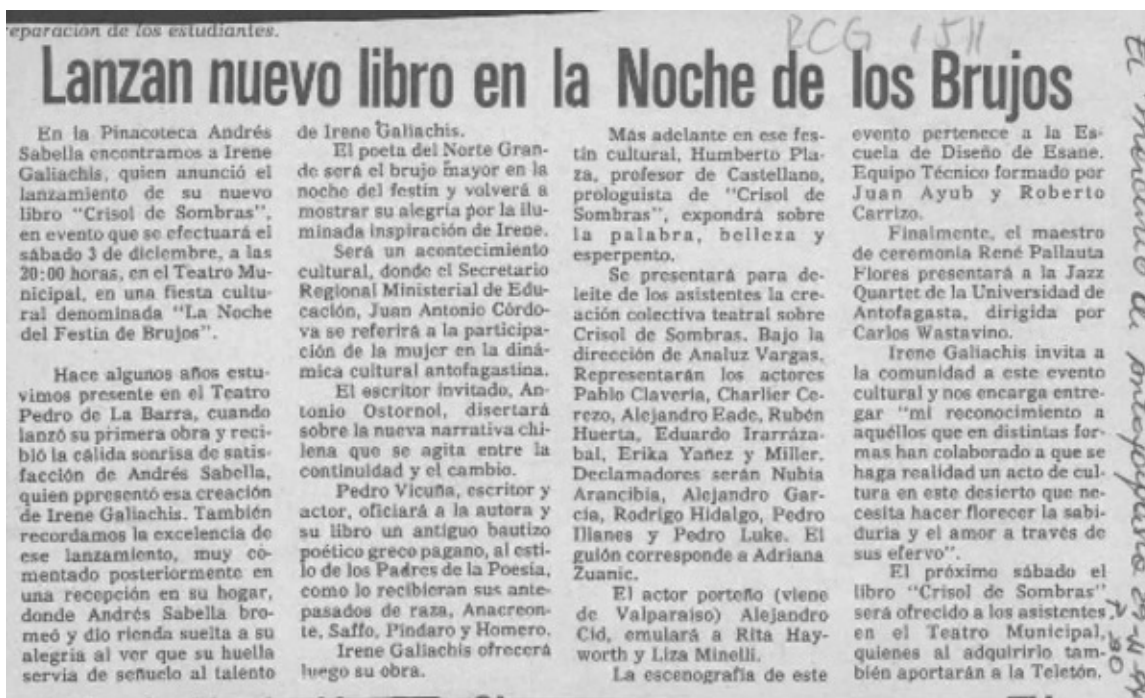 eparación de los estudiantes.
RCG 1511
Lanzan nuevo libro en la Noche de los Brujos
En la Pinacoteca Andrés
Sabella encontramos a Irene
Galiachis, quien anunció el
lanzamiento de su nuevo
libro "Crisol de Sombras",
en evento que se efectuará el
sábado 3 de diciembre, a las
20:00 horas, en el Teatro Mu-
nicipal, en una fiesta cultu-
ral denominada "La Noche
del Festín de Brujos".
Hace algunos años estu-
vimos presente en el Teatro
Pedro de La Barra, cuando
lanzó su primera obra y reci-
bió la cálida sonrisa de satis-
facción de Andrés Sabella,
quien ppresentó esa creación
de Irene Galiachis. También
recordamos la excelencia de
ese lanzamiento, muy co-
mentado posteriormente en
una recepción en su hogar,
donde Andrés Sabella bro-
meó y dio rienda suelta a su
alegría al ver que su huella
servía de señuelo al talento
de Irene Galiachis.
El poeta del Norte Gran-
de será el brujo mayor en la
noche del festín y volverá a
mostrar su alegría por la ilu-
minada inspiración de Irene.
Será un acontecimiento
cultural, donde el Secretario
Regional Ministerial de Edu-
cación, Juan Antonio Córdo-
va se referirá a la participa-
ción de la mujer en la diná-
mica cultural antofagastina.
El escritor invitado, An-
tonio Ostornol, disertará
sobre la nueva narrativa chi-
lena que se agita entre la
continuidad y el cambio.
Pedro Vicuña, escritor y
actor, oficiará a la autora y
su libro un antiguo bautizo
poético greco pagano, al esti-
lo de los Padres de la Poesía,
como lo recibieran sus ante-
pasados de raza, Anacreon-
te, Saffo, Píndaro y Homero.
Irene Galiachis ofrecerá
luego su obra.
Más adelante en ese fes-
tín cultural, Humberto Pla-
za, profesor de Castellano,
prologuista de "Crisol de
Sombras", expondrá sobre
la palabra, belleza y
esperpento.
Se presentará para de-
leite de los asistentes la cre-
ación colectiva teatral sobre
Crisol de Sombras. Bajo la
dirección de Analuz Vargas.
Representarán los actores
Pablo Clavería, Charlier Ce-
rezo, Alejandro Eade, Rubén
Huerta, Eduardo Irarráza-
bal, Erika Yañez y Miller.
Declamadores serán Nubia
Arancibia, Alejandro Gar-
cía, Rodrigo Hidalgo, Pedro
Illanes y Pedro Luke. El
guión corresponde a Adriana
Zuanic.
El actor porteño (viene
de Valparaíso) Alejandro
Cid, emulará a Rita Hay-
worth y Liza Minelli.
La escenografía de este
evento pertenece a la Es-
cuela de Diseño de Esane.
Equipo Técnico formado por
Juan Ayub y Roberto
Carrizo.
Finalmente, el maestro
de ceremonia René Pallauta
Flores presentará a la Jazz
Quartet de la Universidad de
Antofagasta, dirigida por
Carlos Wastavino.
Irene Galiachis invita a
la comunidad a este evento
cultural y nos encarga entre-
gar "mi reconocimiento a
aquéllos que en distintas for-
mas han colaborado a que se
haga realidad un acto de cul-
tura en este desierto que ne-
cesita hacer florecer la sabi-
duría y el amor a través de
sus efervo".
El próximo sábado el
libro "Crisol de Sombras"
será ofrecido a los asistentes
en el Teatro Municipal,
quienes al adquirirlo tam-
bién aportarán a la Teletón.